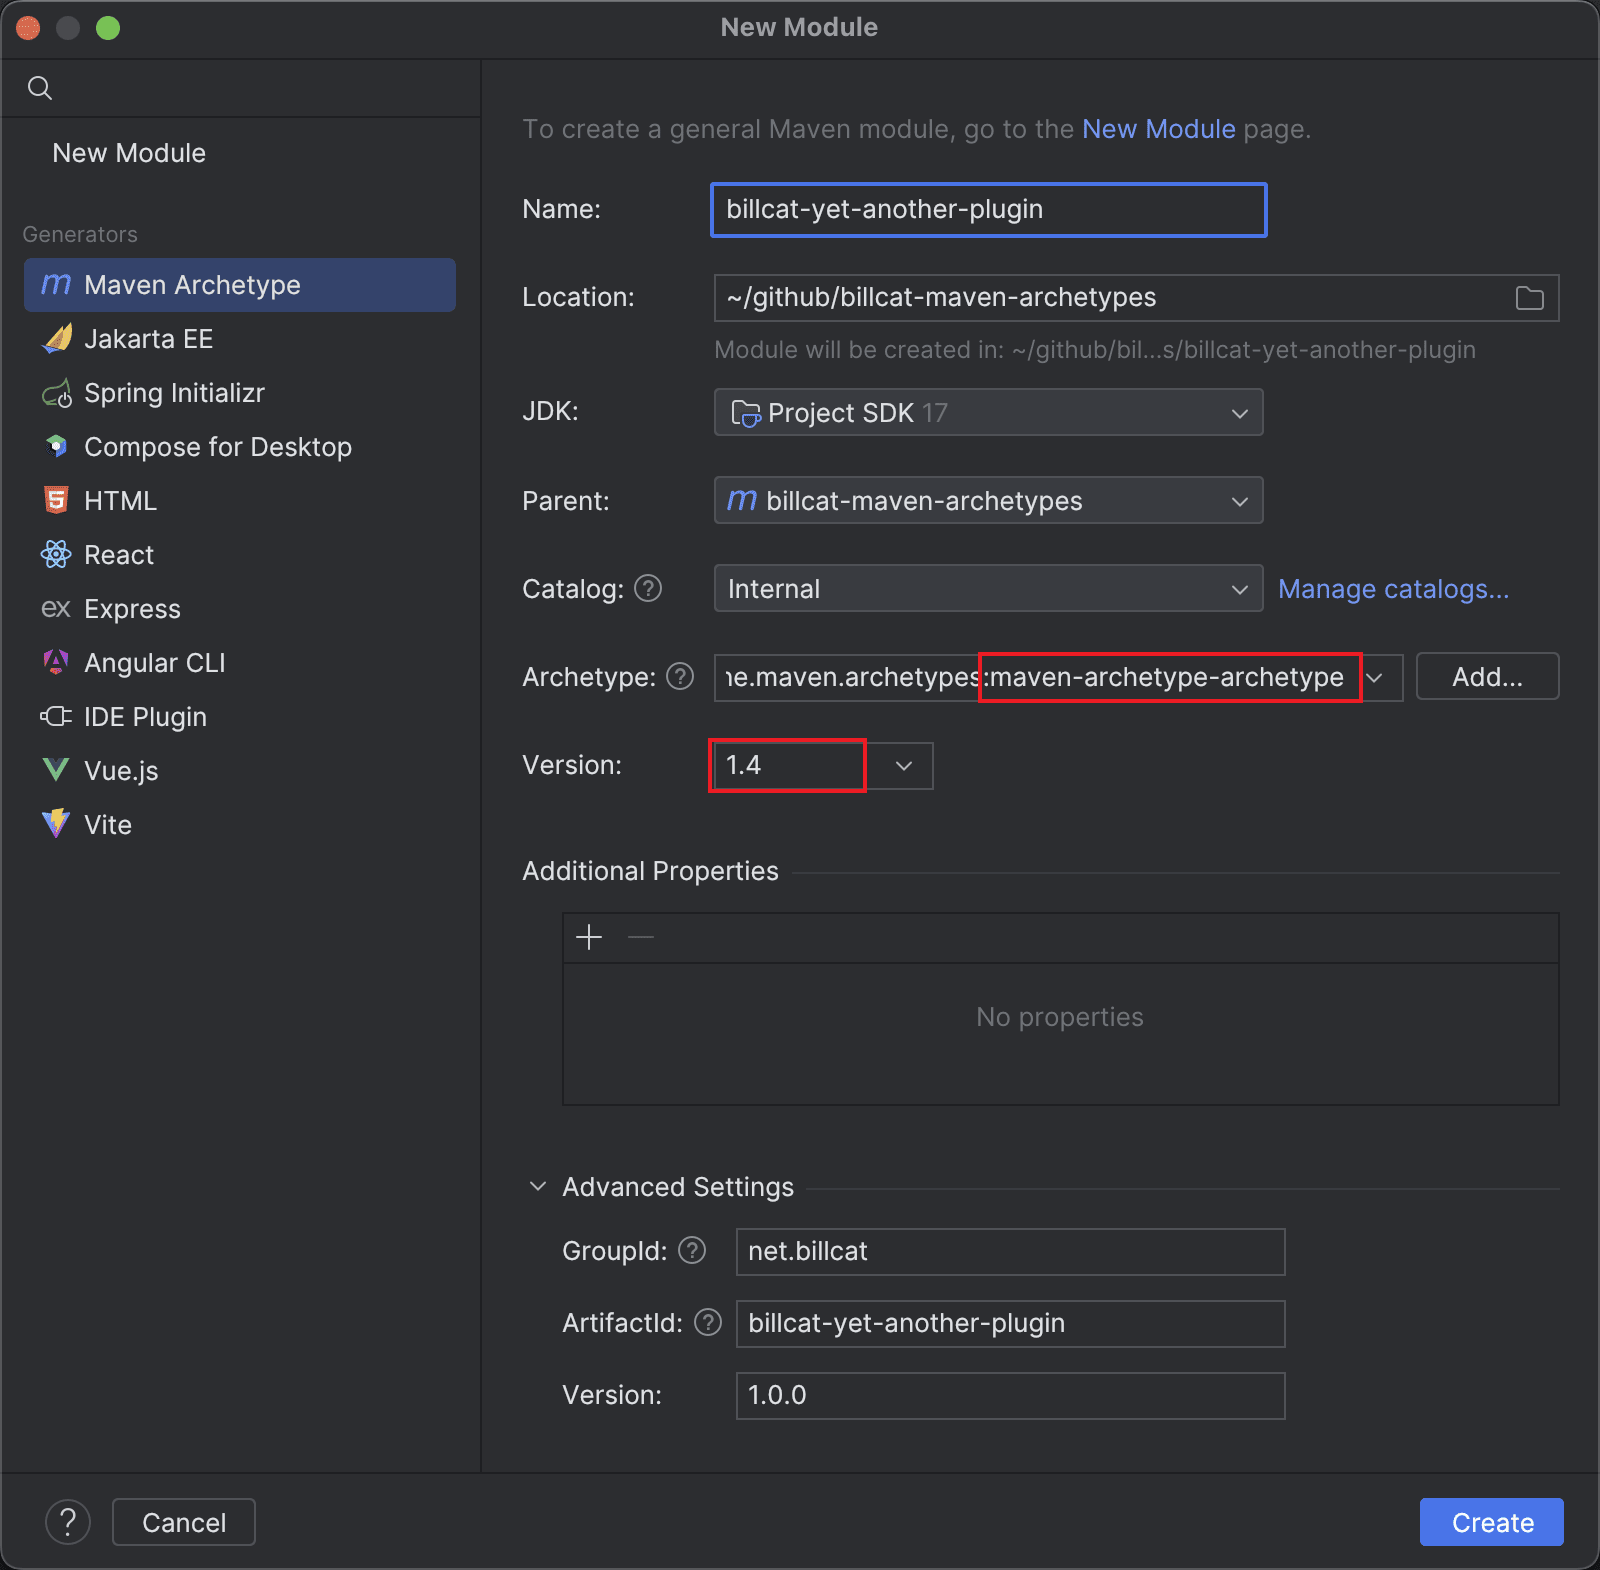 New Module
New Module
Generators
Maven Archetype
Jakarta EE
Spring Initializr
Compose for Desktop
HTML
React
ex Express
Angular CLI
IDE Plugin
Vue.js
Vite
To create a general Maven module, go to the New Module page.
Name: billcat-yet-another-plugin
Location: ~/github/billcat-maven-archetypes
Module will be created in: ~/github/bil...s/billcat-yet-another-plugin
JDK: Project SDK 17
Parent: m billcat-maven-archetypes
Catalog: ? Internal Manage catalogs...
Archetype: ? ne.maven.archetypes:maven-archetype-archetype Add...
Version: 1.4
Additional Properties
No properties
Advanced Settings
GroupId: ? net.billcat
ArtifactId: ? billcat-yet-another-plugin
Version: 1.0.0
? Cancel Create